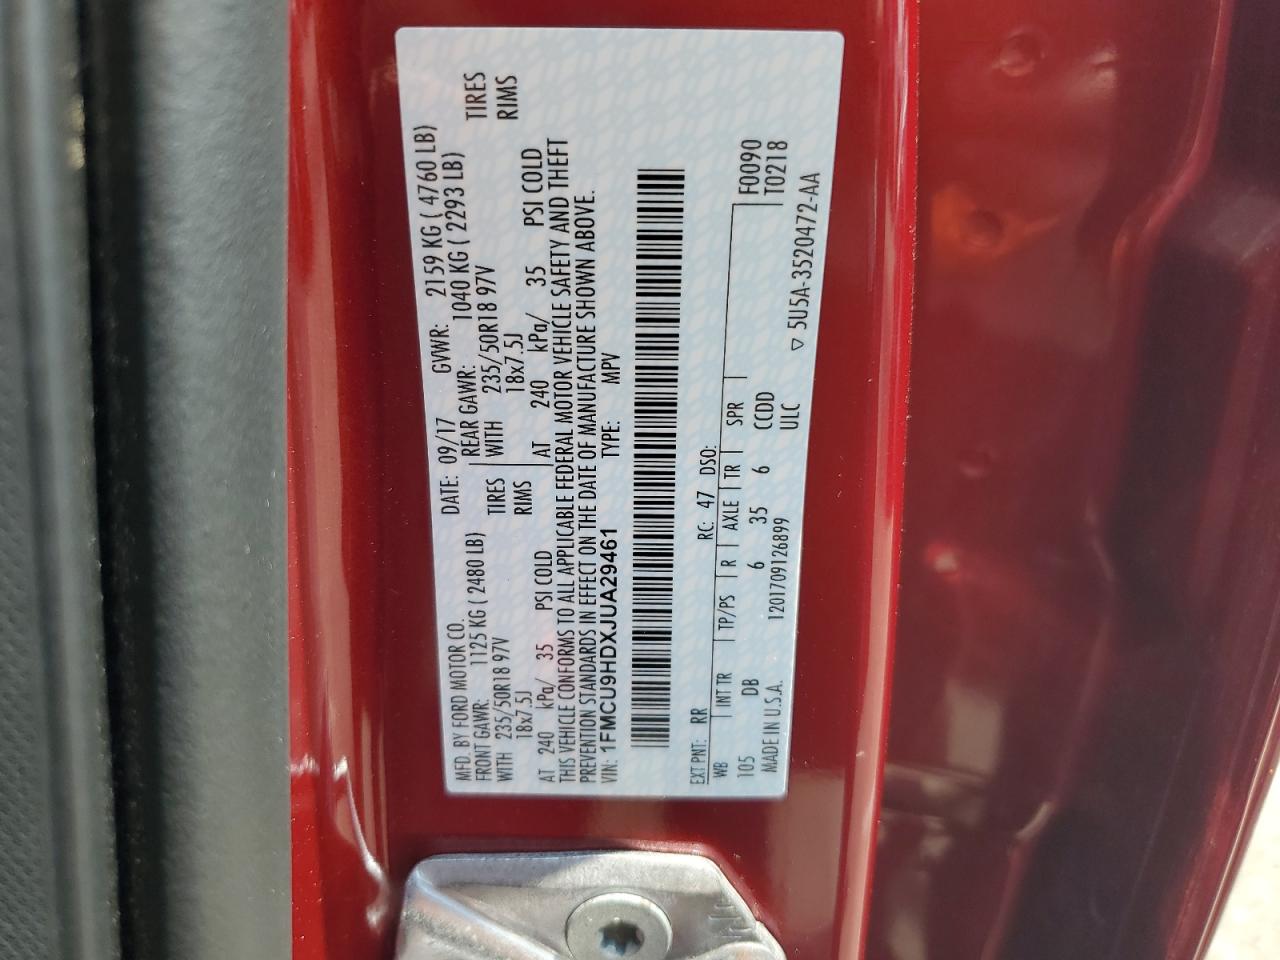 MFD. BY FORD MOTOR CO. DATE: 09/17 GVWR: 2159 KG ( 4760 LB)
FRONT GAWR: 1125 KG ( 2480 LB) REAR GAWR: 1040 KG ( 2293 LB)
WITH 235/50R18 97V TIRES WITH 235/50R18 97V TIRES
18x7.5J RIMS 18x7.5J RIMS
AT 240 kPa/ 35 PSI COLD AT 240 kPa/ 35 PSI COLD
THIS VEHICLE CONFORMS TO ALL APPLICABLE FEDERAL MOTOR VEHICLE SAFETY AND THEFT
PREVENTION STANDARDS IN EFFECT ON THE DATE OF MANUFACTURE SHOWN ABOVE.
VIN: 1FMCU9HDXJUA29461 TYPE: MPV
EXT PNT: RR RC: 47 DSO:
WB INT TR TP/PS R AXLE TR SPR F0090
105 DB 6 35 6 CCDD T0218
MADE IN U.S.A. 1201709126899 ULC
▽ 5U5A-3520472-AA